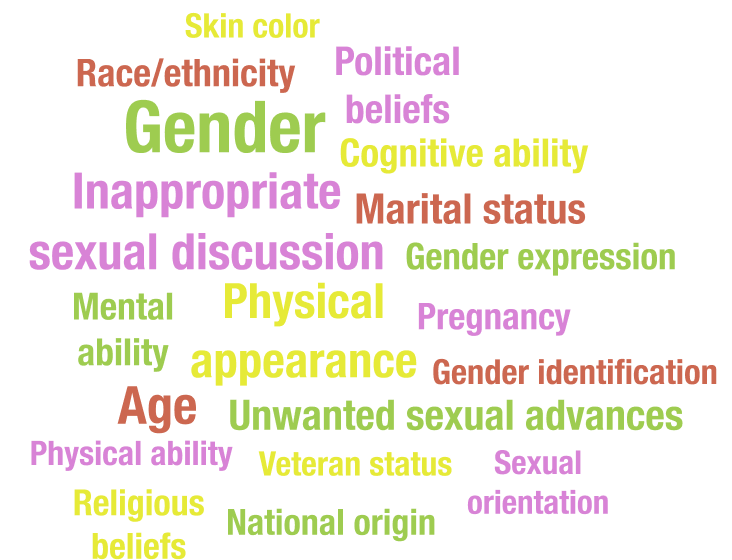 Skin color
Race/ethnicity
Political
beliefs
Gender
Cognitive ability
Inappropriate
sexual discussion
Marital status
Gender expression
Mental
ability
Physical
appearance
Pregnancy
Gender identification
Age
Unwanted sexual advances
Physical ability
Veteran status
Sexual
orientation
Religious
beliefs
National origin